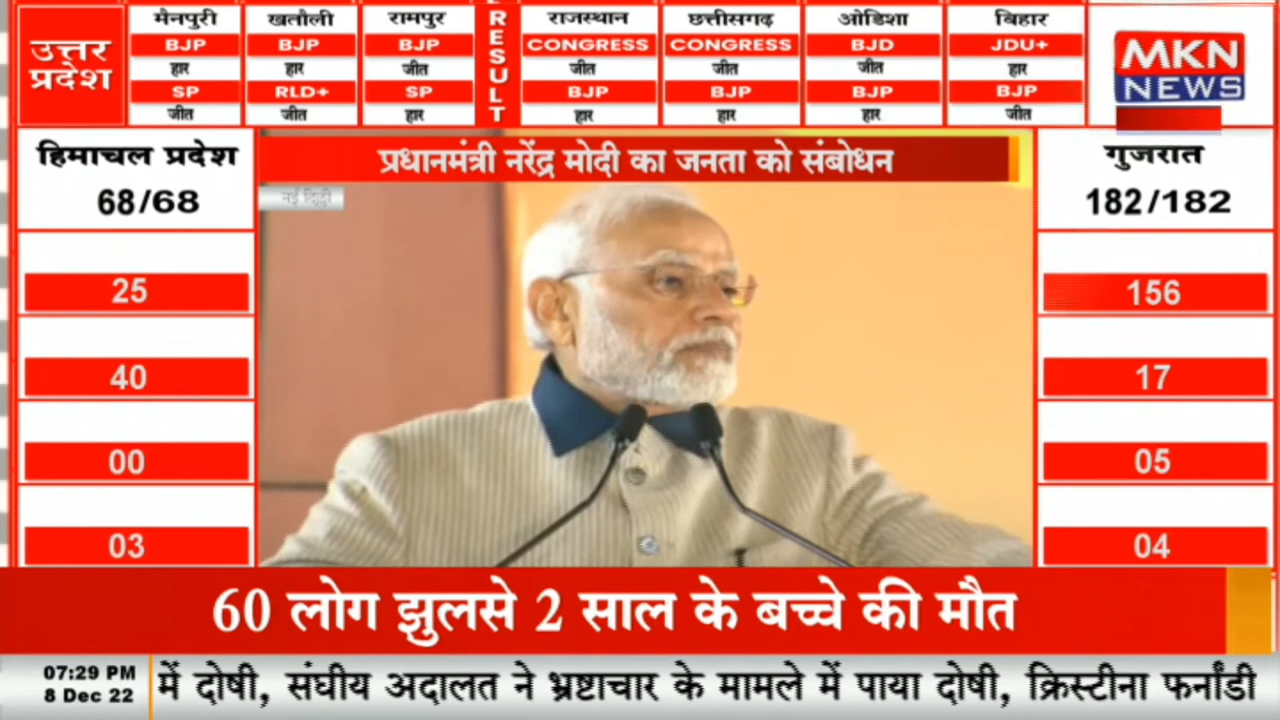 उत्तर
प्रदेश
मैनपुरी
BJP
हार
SP
जीत
खतौली
BJP
हार
RLD+
जीत
रामपुर
BJP
जीत
SP
हार
RESULT
राजस्थान
CONGRESS
जीत
BJP
हार
छत्तीसगढ़
CONGRESS
जीत
BJP
हार
ओडिशा
BJD
जीत
BJP
हार
बिहार
JDU+
हार
BJP
जीत
MKN
NEWS
हिमाचल प्रदेश
68/68
25
40
00
03
प्रधानमंत्री नरेंद्र मोदी का जनता को संबोधन
नई दिल्ली
गुजरात
182/182
156
17
05
04
60 लोग झुलसे 2 साल के बच्चे की मौत
07:29 PM
8 Dec 22
में दोषी, संघीय अदालत ने भ्रष्टाचार के मामले में पाया दोषी, क्रिस्टीना फर्नांडी